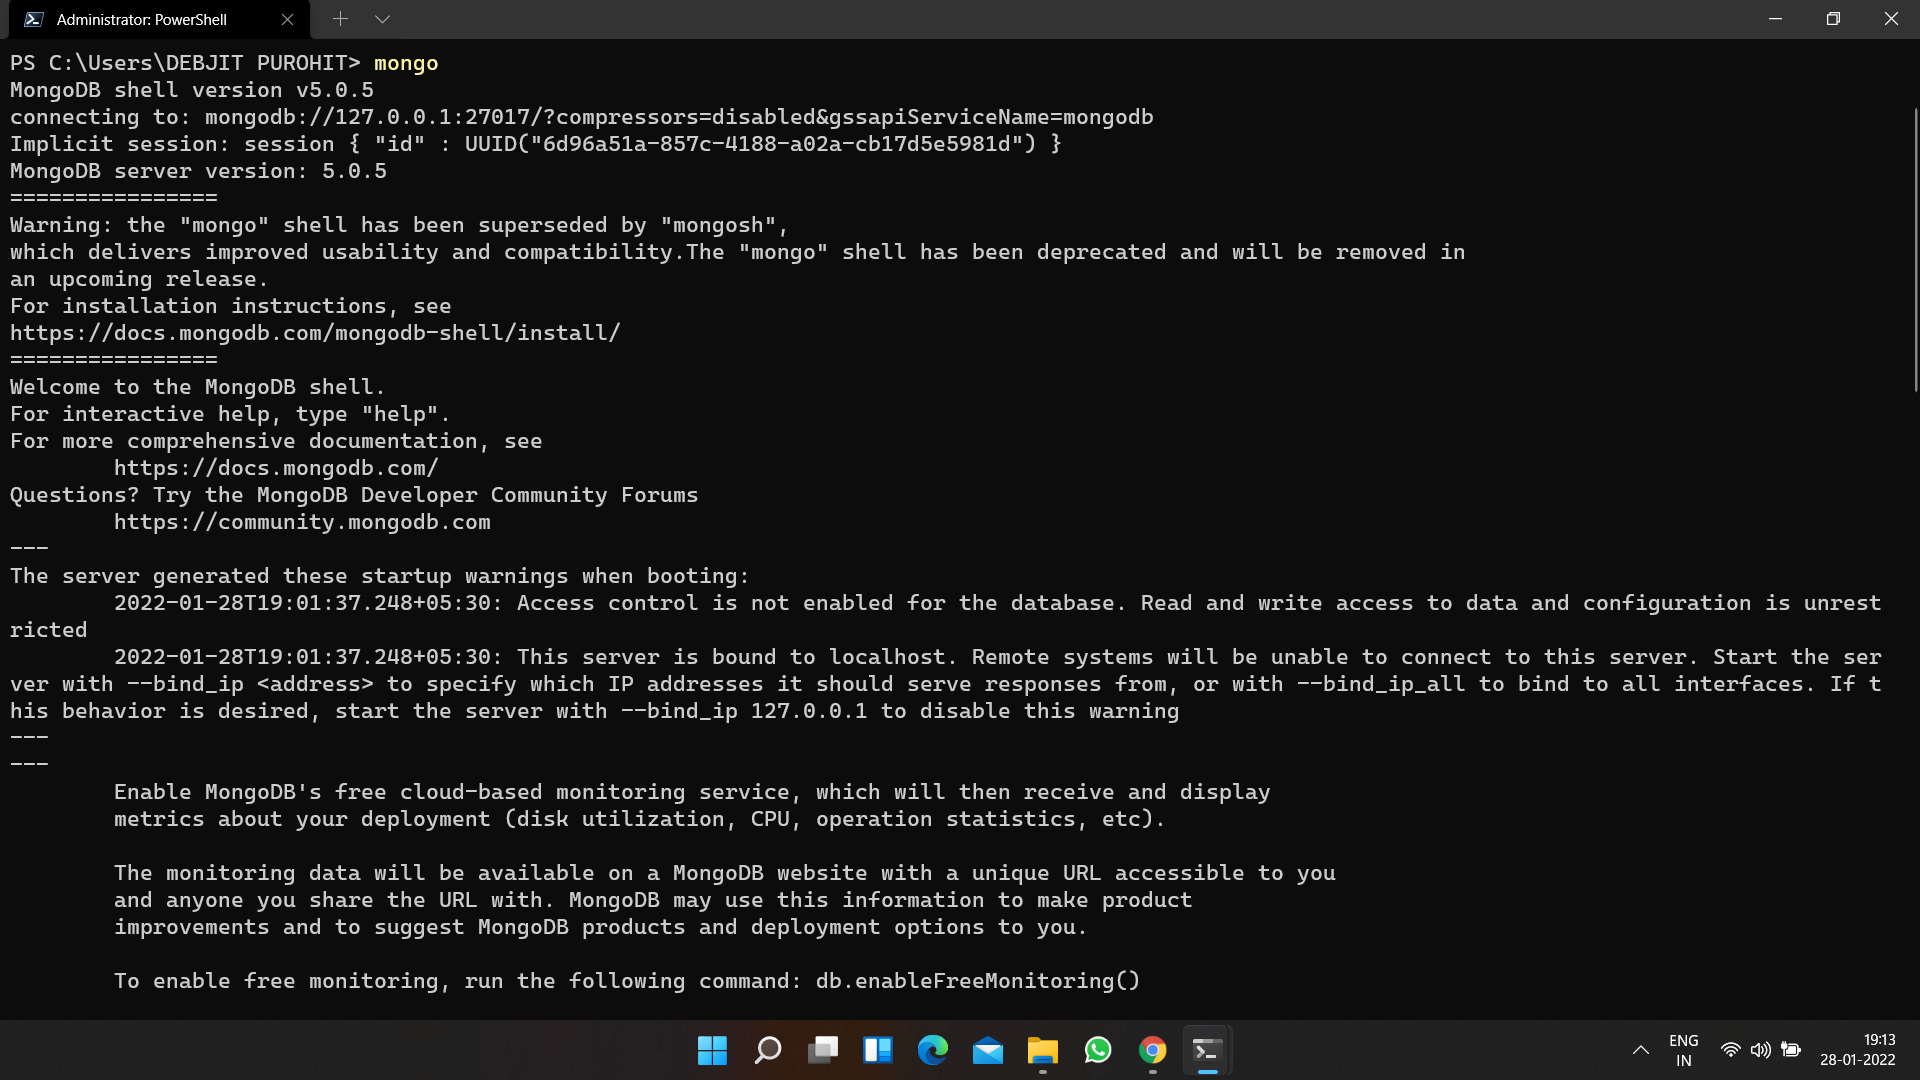 Administrator: PowerShell
PS C:\Users\DEBJIT PUROHIT> mongo
MongoDB shell version v5.0.5
connecting to: mongodb://127.0.0.1:27017/?compressors=disabled&gssapiServiceName=mongodb
Implicit session: session { "id" : UUID("6d96a51a-857c-4188-a02a-cb17d5e5981d") }
MongoDB server version: 5.0.5
================
Warning: the "mongo" shell has been superseded by "mongosh",
which delivers improved usability and compatibility.The "mongo" shell has been deprecated and will be removed in
an upcoming release.
For installation instructions, see
https://docs.mongodb.com/mongodb-shell/install/
================
Welcome to the MongoDB shell.
For interactive help, type "help".
For more comprehensive documentation, see
https://docs.mongodb.com/
Questions? Try the MongoDB Developer Community Forums
https://community.mongodb.com
---
The server generated these startup warnings when booting:
2022-01-28T19:01:37.248+05:30: Access control is not enabled for the database. Read and write access to data and configuration is unrest
ricted
2022-01-28T19:01:37.248+05:30: This server is bound to localhost. Remote systems will be unable to connect to this server. Start the ser
ver with --bind_ip <address> to specify which IP addresses it should serve responses from, or with --bind_ip_all to bind to all interfaces. If t
his behavior is desired, start the server with --bind_ip 127.0.0.1 to disable this warning
---
---
Enable MongoDB's free cloud-based monitoring service, which will then receive and display
metrics about your deployment (disk utilization, CPU, operation statistics, etc).
The monitoring data will be available on a MongoDB website with a unique URL accessible to you
and anyone you share the URL with. MongoDB may use this information to make product
improvements and to suggest MongoDB products and deployment options to you.
To enable free monitoring, run the following command: db.enableFreeMonitoring()
ENG
IN
19:13
28-01-2022